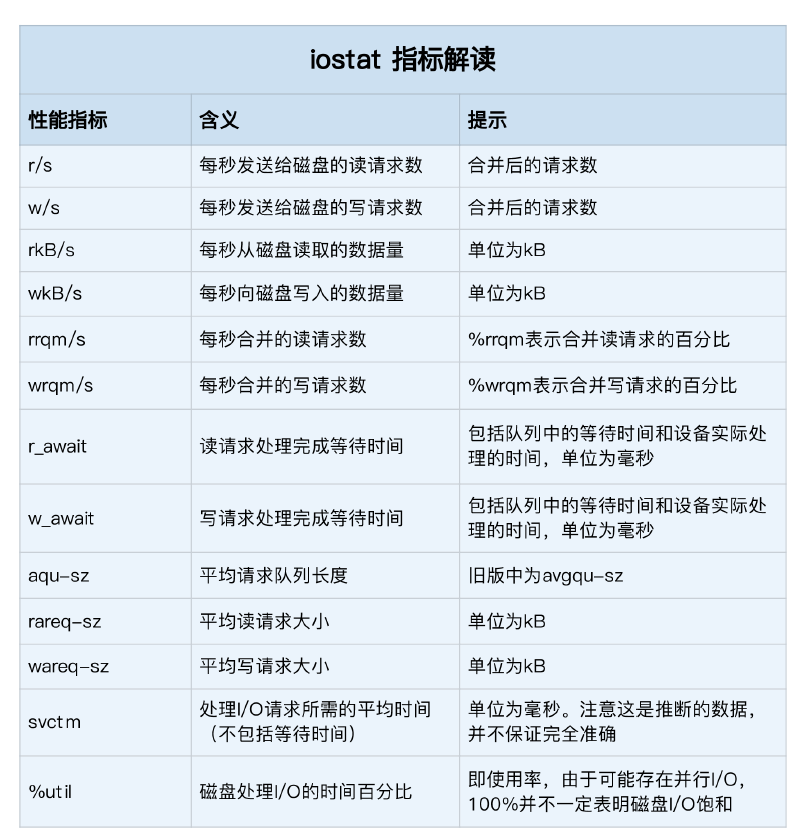 iostat 指标解读
性能指标 含义 提示
r/s 每秒发送给磁盘的读请求数 合并后的请求数
w/s 每秒发送给磁盘的写请求数 合并后的请求数
rkB/s 每秒从磁盘读取的数据量 单位为kB
wkB/s 每秒向磁盘写入的数据量 单位为kB
rrqm/s 每秒合并的读请求数 %rrqm表示合并读请求的百分比
wrqm/s 每秒合并的写请求数 %wrqm表示合并写请求的百分比
r_await 读请求处理完成等待时间 包括队列中的等待时间和设备实际处
理的时间，单位为毫秒
w_await 写请求处理完成等待时间 包括队列中的等待时间和设备实际处
理的时间，单位为毫秒
aqu-sz 平均请求队列长度 旧版中为avgqu-sz
rareq-sz 平均读请求大小 单位为kB
wareq-sz 平均写请求大小 单位为kB
svctm 处理I/O请求所需的平均时间
（不包括等待时间） 单位为毫秒。注意这是推断的数据，
并不保证完全准确
%util 磁盘处理I/O的时间百分比 即使用率，由于可能存在并行I/O，
100%并不一定表明磁盘I/O饱和